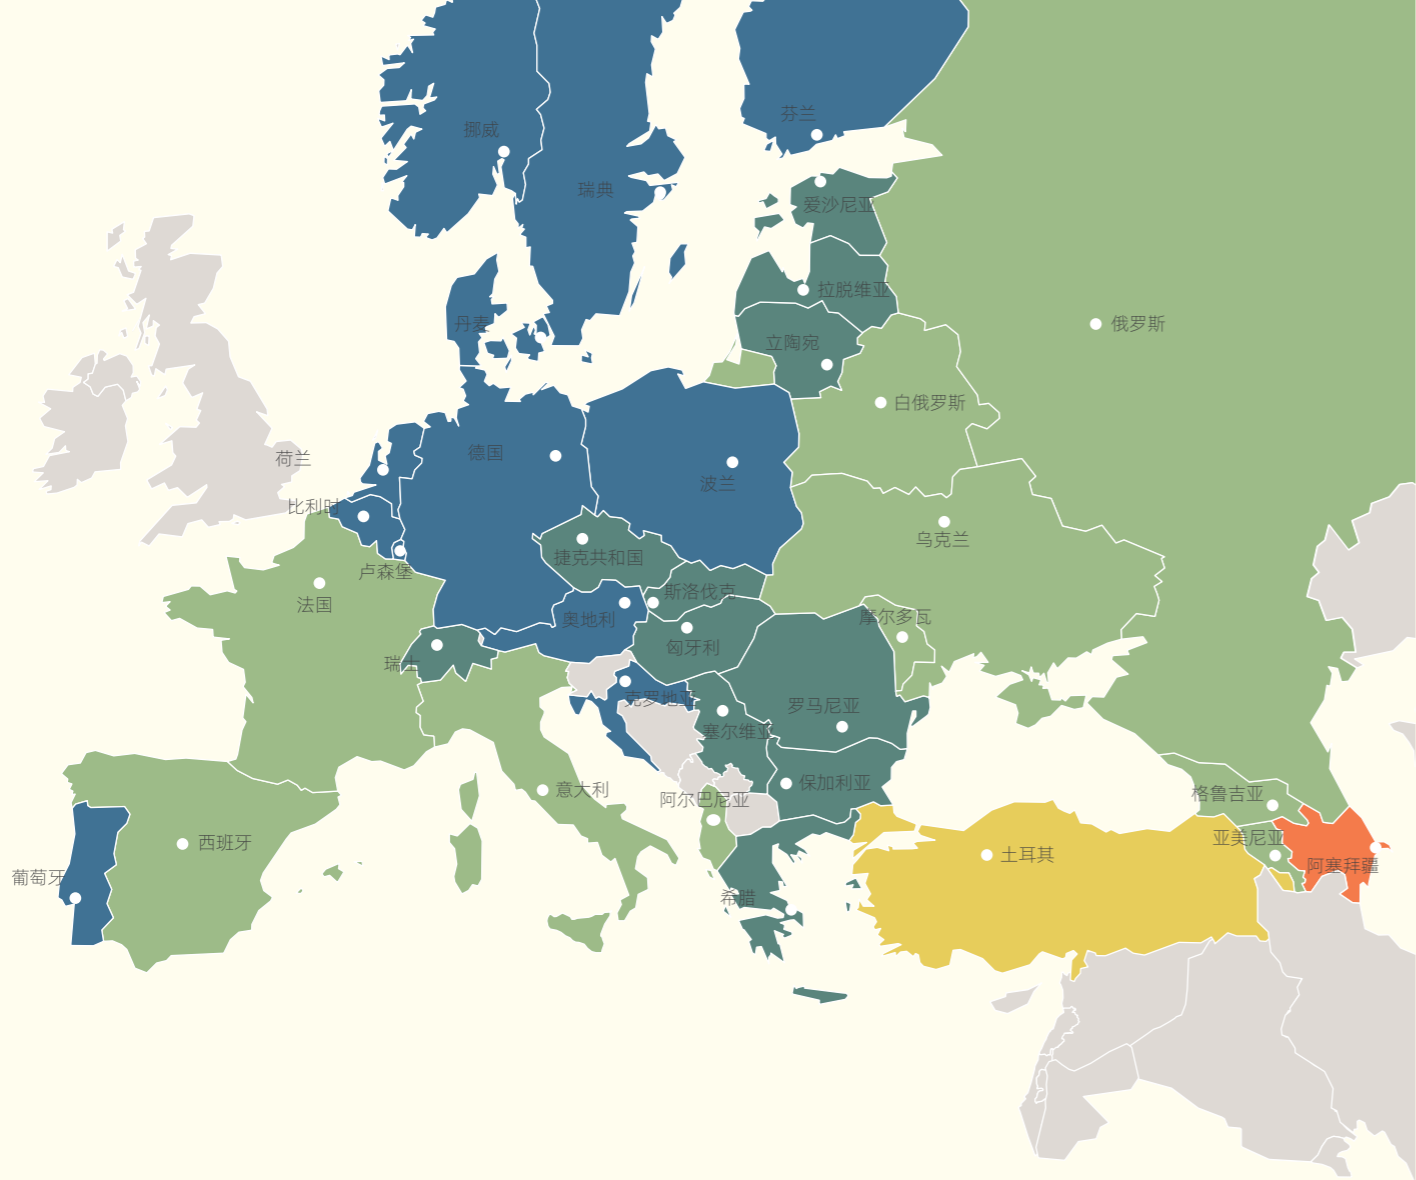 芬兰
挪威
瑞典
爱沙尼亚
拉脱维亚
丹麦
俄罗斯
立陶宛
白俄罗斯
德国
荷兰
波兰
比利时
乌克兰
捷克共和国
卢森堡
斯洛伐克
法国
摩尔多瓦
奥地利
匈牙利
瑞士
克罗地亚
罗马尼亚
塞尔维亚
保加利亚
意大利
格鲁吉亚
阿尔巴尼亚
亚美尼亚
西班牙
土耳其
阿塞拜疆
葡萄牙
希腊